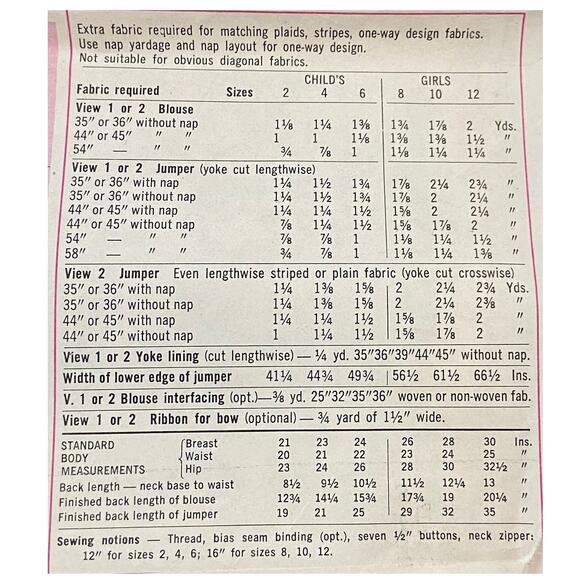 Extra fabric required for matching plaids, stripes, one-way design fabrics.
Use nap yardage and nap layout for one-way design.
Not suitable for obvious diagonal fabrics.
CHILD'S GIRLS
Fabric required Sizes 2 4 6 8 10 12
View 1 or 2 Blouse
35" or 36" without nap 1⅛ 1¼ 1⅜ 1¾ 1⅞ 2 Yds.
44" or 45" " " 1 1 1⅛ 1⅜ 1⅜ 1½ "
54" — " " ¾ ⅞ 1 1⅛ 1¼ 1¼ "
View 1 or 2 Jumper (yoke cut lengthwise)
35" or 36" with nap 1¼ 1½ 1¾ 1⅞ 2¼ 2¾ "
35" or 36" without nap 1¼ 1½ 1¾ 1⅞ 2 2¼ "
44" or 45" with nap 1¼ 1¼ 1½ 1⅝ 2 2¼ "
44" or 45" without nap ⅞ 1¼ 1½ 1⅝ 1⅞ 2 "
54" — " " ⅞ ⅞ 1 1⅛ 1¼ 1½ "
58" — " " ¾ ⅞ 1 1⅛ 1¼ 1⅜ "
View 2 Jumper Even lengthwise striped or plain fabric (yoke cut crosswise)
35" or 36" with nap 1¼ 1⅜ 1⅝ 2 2¼ 2¾ Yds.
35" or 36" without nap 1¼ 1⅜ 1⅝ 2 2¼ 2⅜ "
44" or 45" with nap 1¼ 1¼ 1½ 1⅝ 1⅞ 2 "
44" or 45" without nap 1 1¼ 1½ 1⅝ 1⅞ 2 "
View 1 or 2 Yoke lining (cut lengthwise) — ¼ yd. 35"36"39"44"45" without nap.
Width of lower edge of jumper 41¼ 44¾ 49¾ 56½ 61½ 66½ Ins.
V. 1 or 2 Blouse interfacing (opt.)—⅜ yd. 25"32"35"36" woven or non-woven fab.
View 1 or 2 Ribbon for bow (optional) — ¾ yard of 1½" wide.
STANDARD Breast 21 23 24 26 28 30 Ins.
BODY Waist 20 21 22 23 24 25 "
MEASUREMENTS Hip 23 24 26 28 30 32½ "
Back length — neck base to waist 8½ 9½ 10½ 11½ 12¼ 13 "
Finished back length of blouse 12¾ 14¼ 15¾ 17¾ 19 20¼ "
Finished back length of jumper 19 21 25 29 32 35 "
Sewing notions — Thread, bias seam binding (opt.), seven ½" buttons, neck zipper:
12" for sizes 2, 4, 6; 16" for sizes 8, 10, 12.